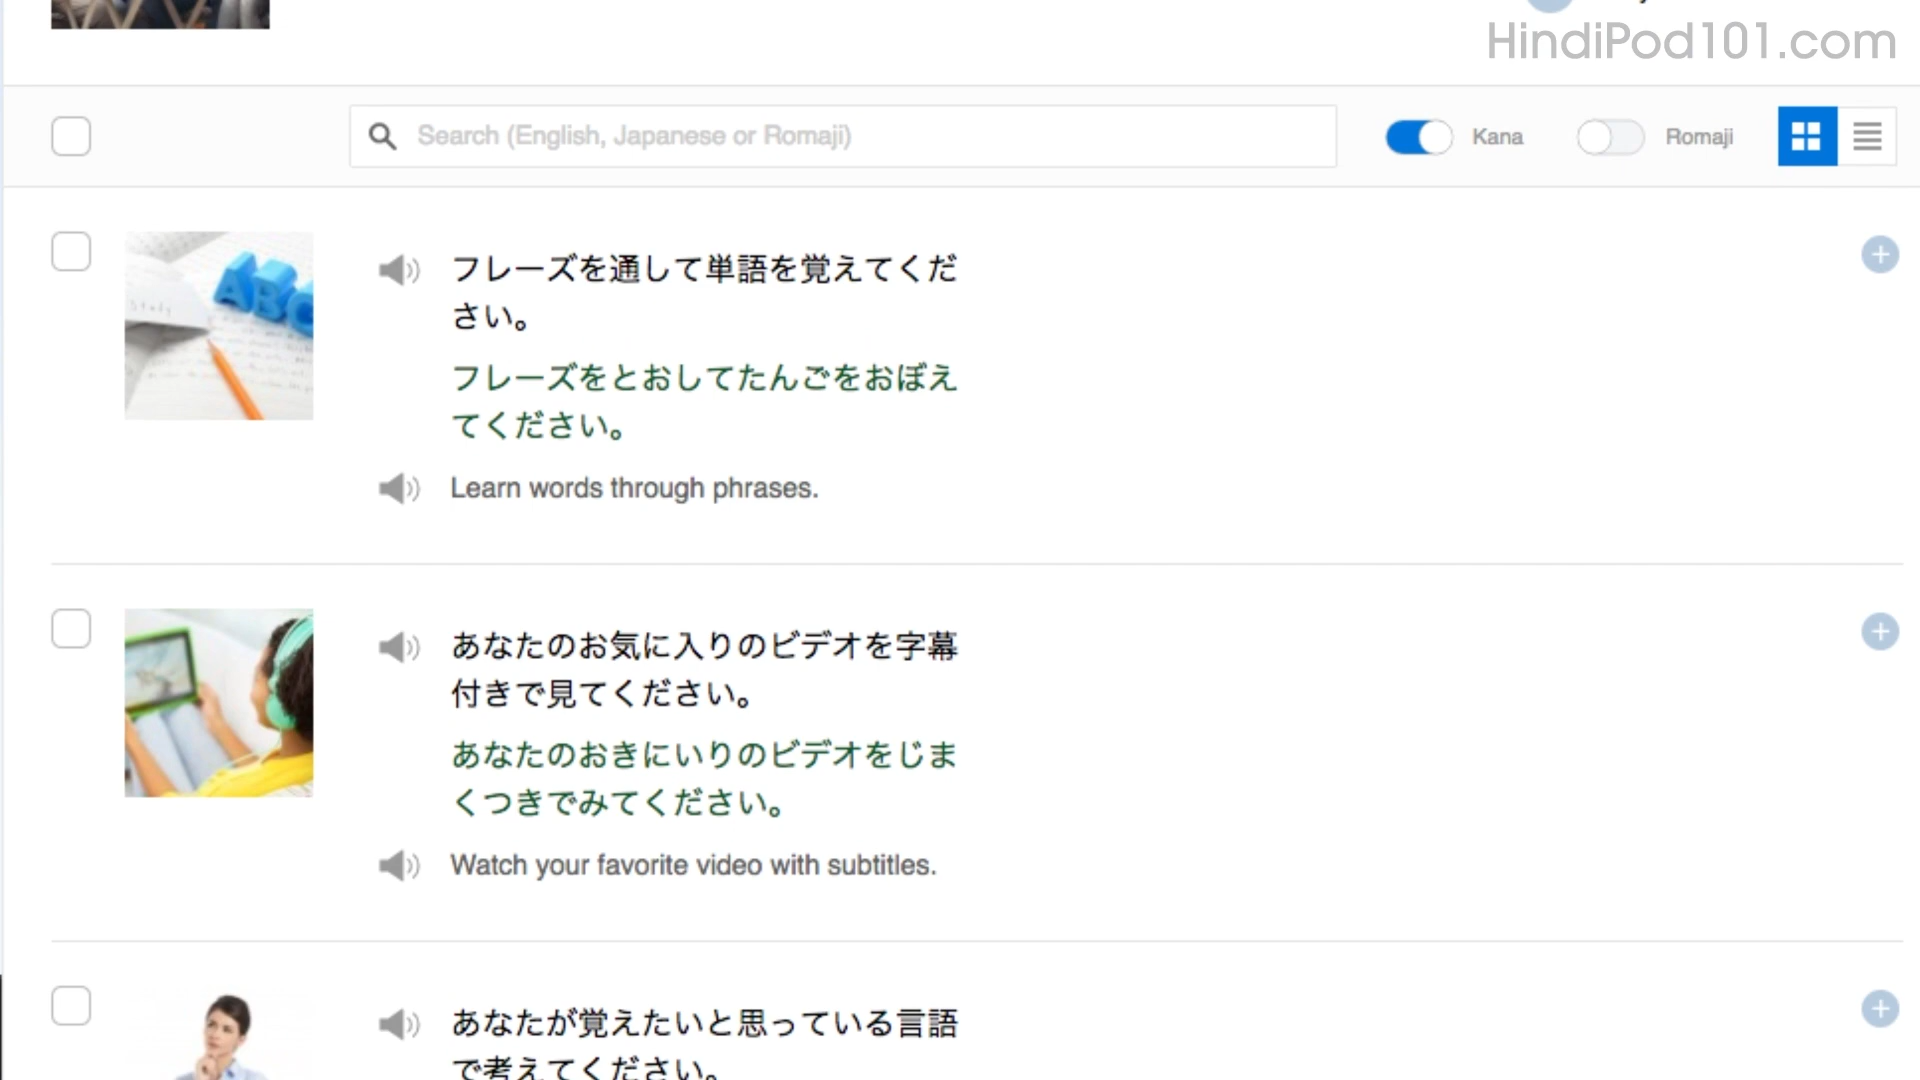 HindiPod101.com
Search (English, Japanese or Romaji)
Kana
Romaji
フレーズを通して単語を覚えてくだ
さい。
フレーズをとおしてたんごをおぼえ
てください。
Learn words through phrases.
あなたのお気に入りのビデオを字幕
付きで見てください。
あなたのおきにいりのビデオをじま
くつきでみてください。
Watch your favorite video with subtitles.
あなたが覚えたいと思っている言語
で考えてください。